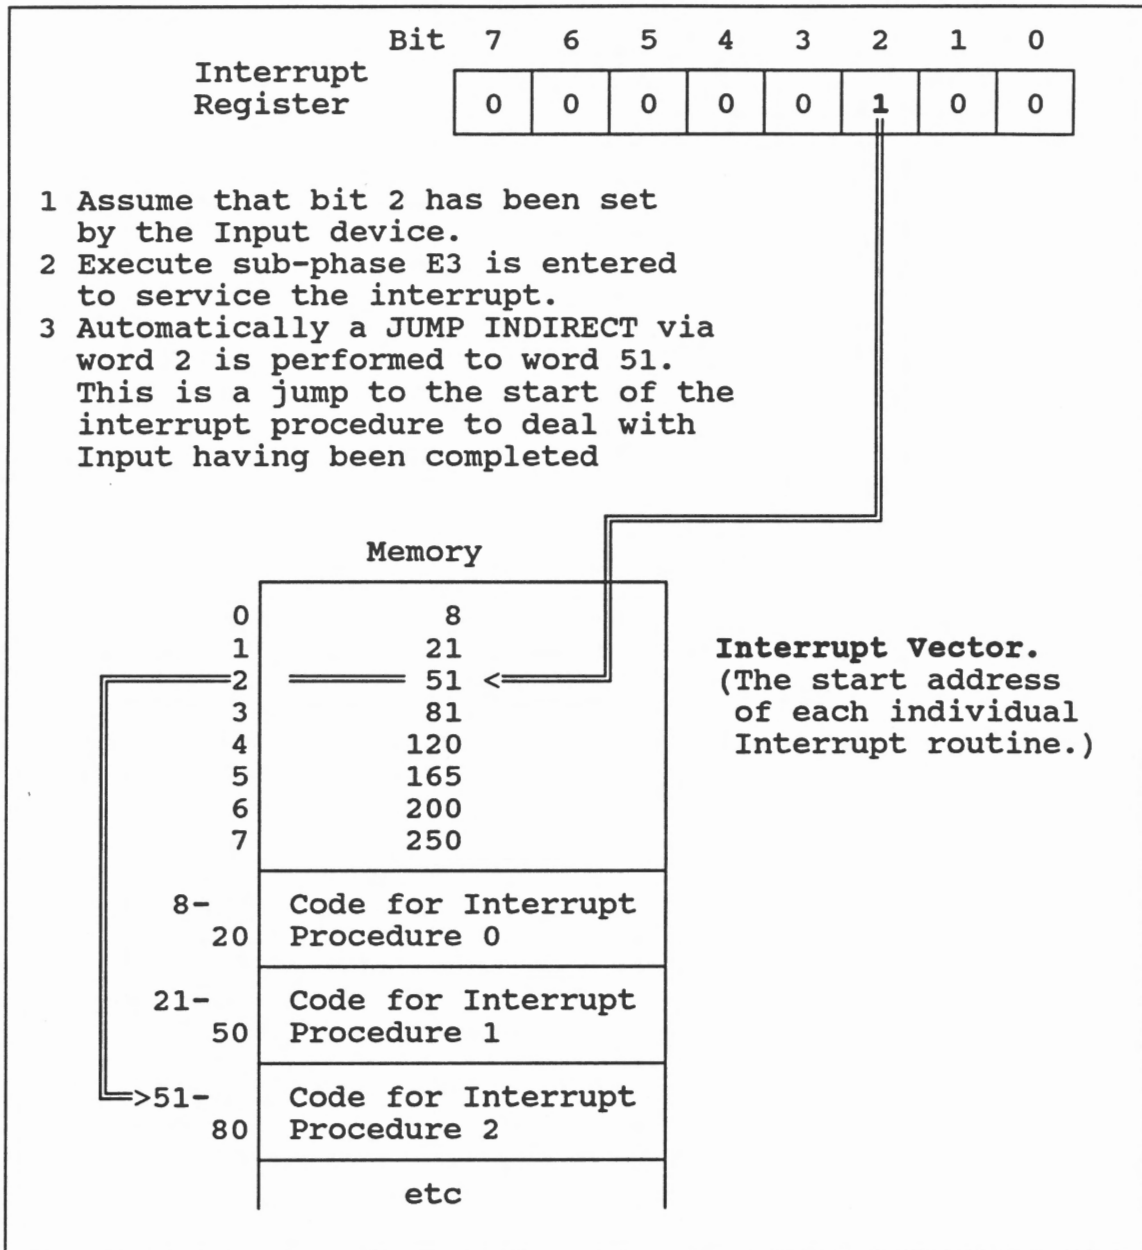 Bit 7 6 5 4 3 2 1 0
Interrupt
Register 0 0 0 0 0 1 0 0
1 Assume that bit 2 has been set
by the Input device.
2 Execute sub-phase E3 is entered
to service the interrupt.
3 Automatically a JUMP INDIRECT via
word 2 is performed to word 51.
This is a jump to the start of the
interrupt procedure to deal with
Input having been completed
Memory
0 8
1 21
2 51 <
3 81
4 120
5 165
6 200
7 250
Interrupt Vector.
(The start address
of each individual
Interrupt routine.)
8- Code for Interrupt
20 Procedure 0
21- Code for Interrupt
50 Procedure 1
>51- Code for Interrupt
80 Procedure 2
etc